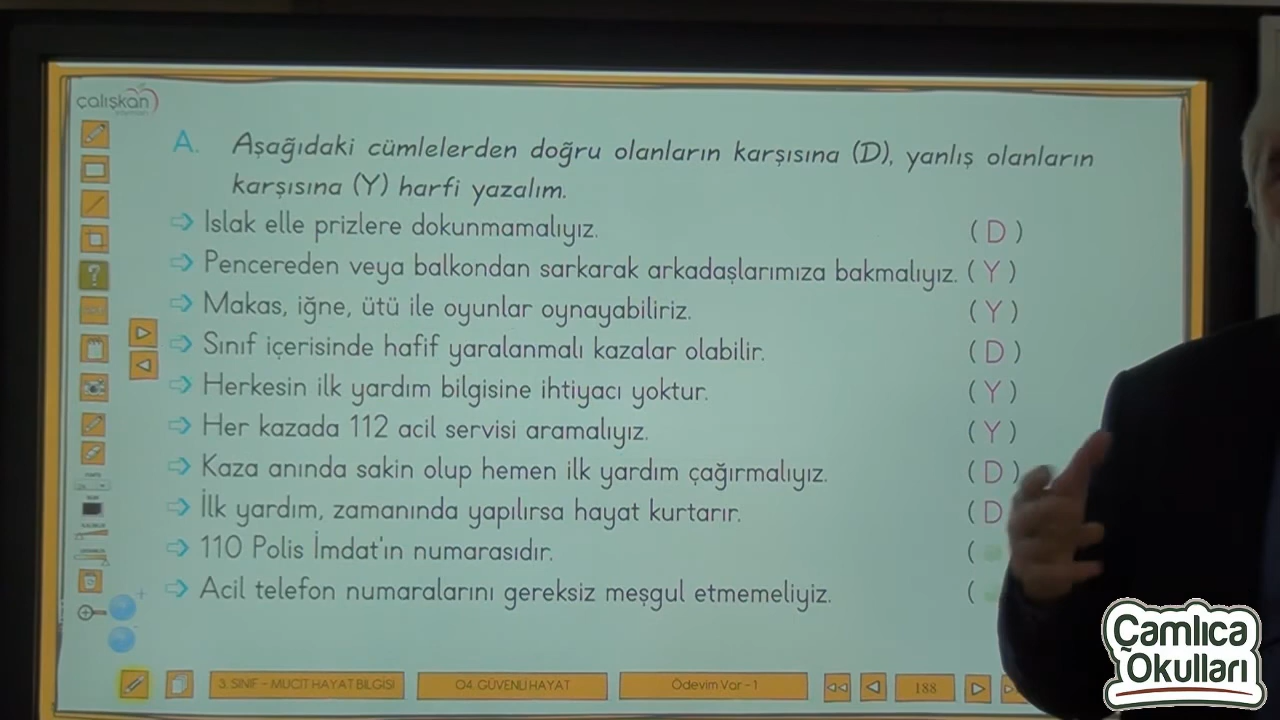 çalışkan
A. Aşağıdaki cümlelerden doğru olanların karşısına (D), yanlış olanların
karşısına (Y) harfi yazalım.
⇨ Islak elle prizlere dokunmamalıyız. (D)
⇨ Pencereden veya balkondan sarkarak arkadaşlarımıza bakmalıyız. (Y)
⇨ Makas, iğne, ütü ile oyunlar oynayabiliriz. (Y)
⇨ Sınıf içerisinde hafif yaralanmalı kazalar olabilir. (D)
⇨ Herkesin ilk yardım bilgisine ihtiyacı yoktur. (Y)
⇨ Her kazada 112 acil servisi aramalıyız. (Y)
⇨ Kaza anında sakin olup hemen ilk yardım çağırmalıyız. (D)
⇨ İlk yardım, zamanında yapılırsa hayat kurtarır. (D
⇨ 110 Polis İmdat'ın numarasıdır. (
⇨ Acil telefon numaralarını gereksiz meşgul etmemeliyiz. (
3. SINIF - MUCİT HAYAT BİLGİSİ 04. GÜVENLİ HAYAT Ödevim Var - 1 188
Çamlıca
Okulları